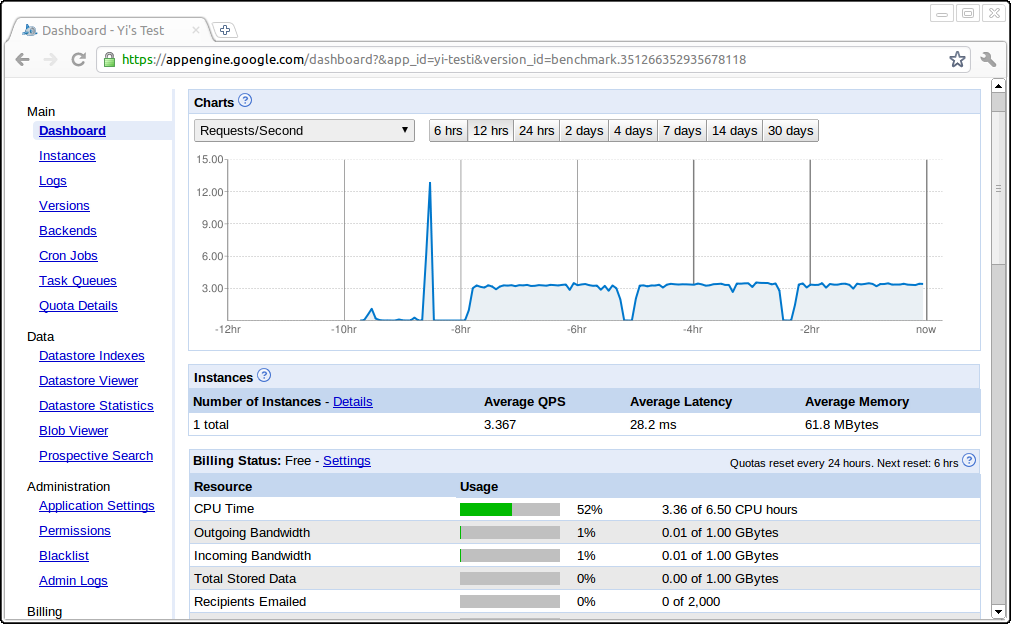 Dashboard - Yi's Test
https://appengine.google.com/dashboard?&app_id=yi-testi&version_id=benchmark.351266352935678118
Main
Dashboard
Instances
Logs
Versions
Backends
Cron Jobs
Task Queues
Quota Details
Data
Datastore Indexes
Datastore Viewer
Datastore Statistics
Blob Viewer
Prospective Search
Administration
Application Settings
Permissions
Blacklist
Admin Logs
Billing
Charts ?
Requests/Second 6 hrs 12 hrs 24 hrs 2 days 4 days 7 days 14 days 30 days
15.00
12.00
9.00
6.00
3.00
-12hr -10hr -8hr -6hr -4hr -2hr now
Instances ?
Number of Instances - Details Average QPS Average Latency Average Memory
1 total 3.367 28.2 ms 61.8 MBytes
Billing Status: Free - Settings Quotas reset every 24 hours. Next reset: 6 hrs ?
Resource Usage
CPU Time 52% 3.36 of 6.50 CPU hours
Outgoing Bandwidth 1% 0.01 of 1.00 GBytes
Incoming Bandwidth 1% 0.01 of 1.00 GBytes
Total Stored Data 0% 0.00 of 1.00 GBytes
Recipients Emailed 0% 0 of 2,000